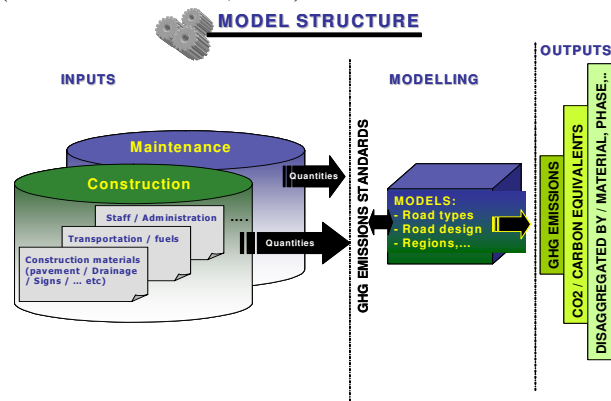 MODEL STRUCTURE
INPUTS
MODELLING
OUTPUTS
Maintenance
Construction
Quantities
Quantities
Staff / Administration ....
Transportation / fuels
Construction materials
(pavement / Drainage
/ Signs / ... etc)
GHG EMISSIONS STANDARDS
MODELS:
- Road types
- Road design
- Regions,...
GHG EMISSIONS
CO2 / CARBON EQUIVALENTS
DISAGGREGATED BY / MATERIAL, PHASE,..